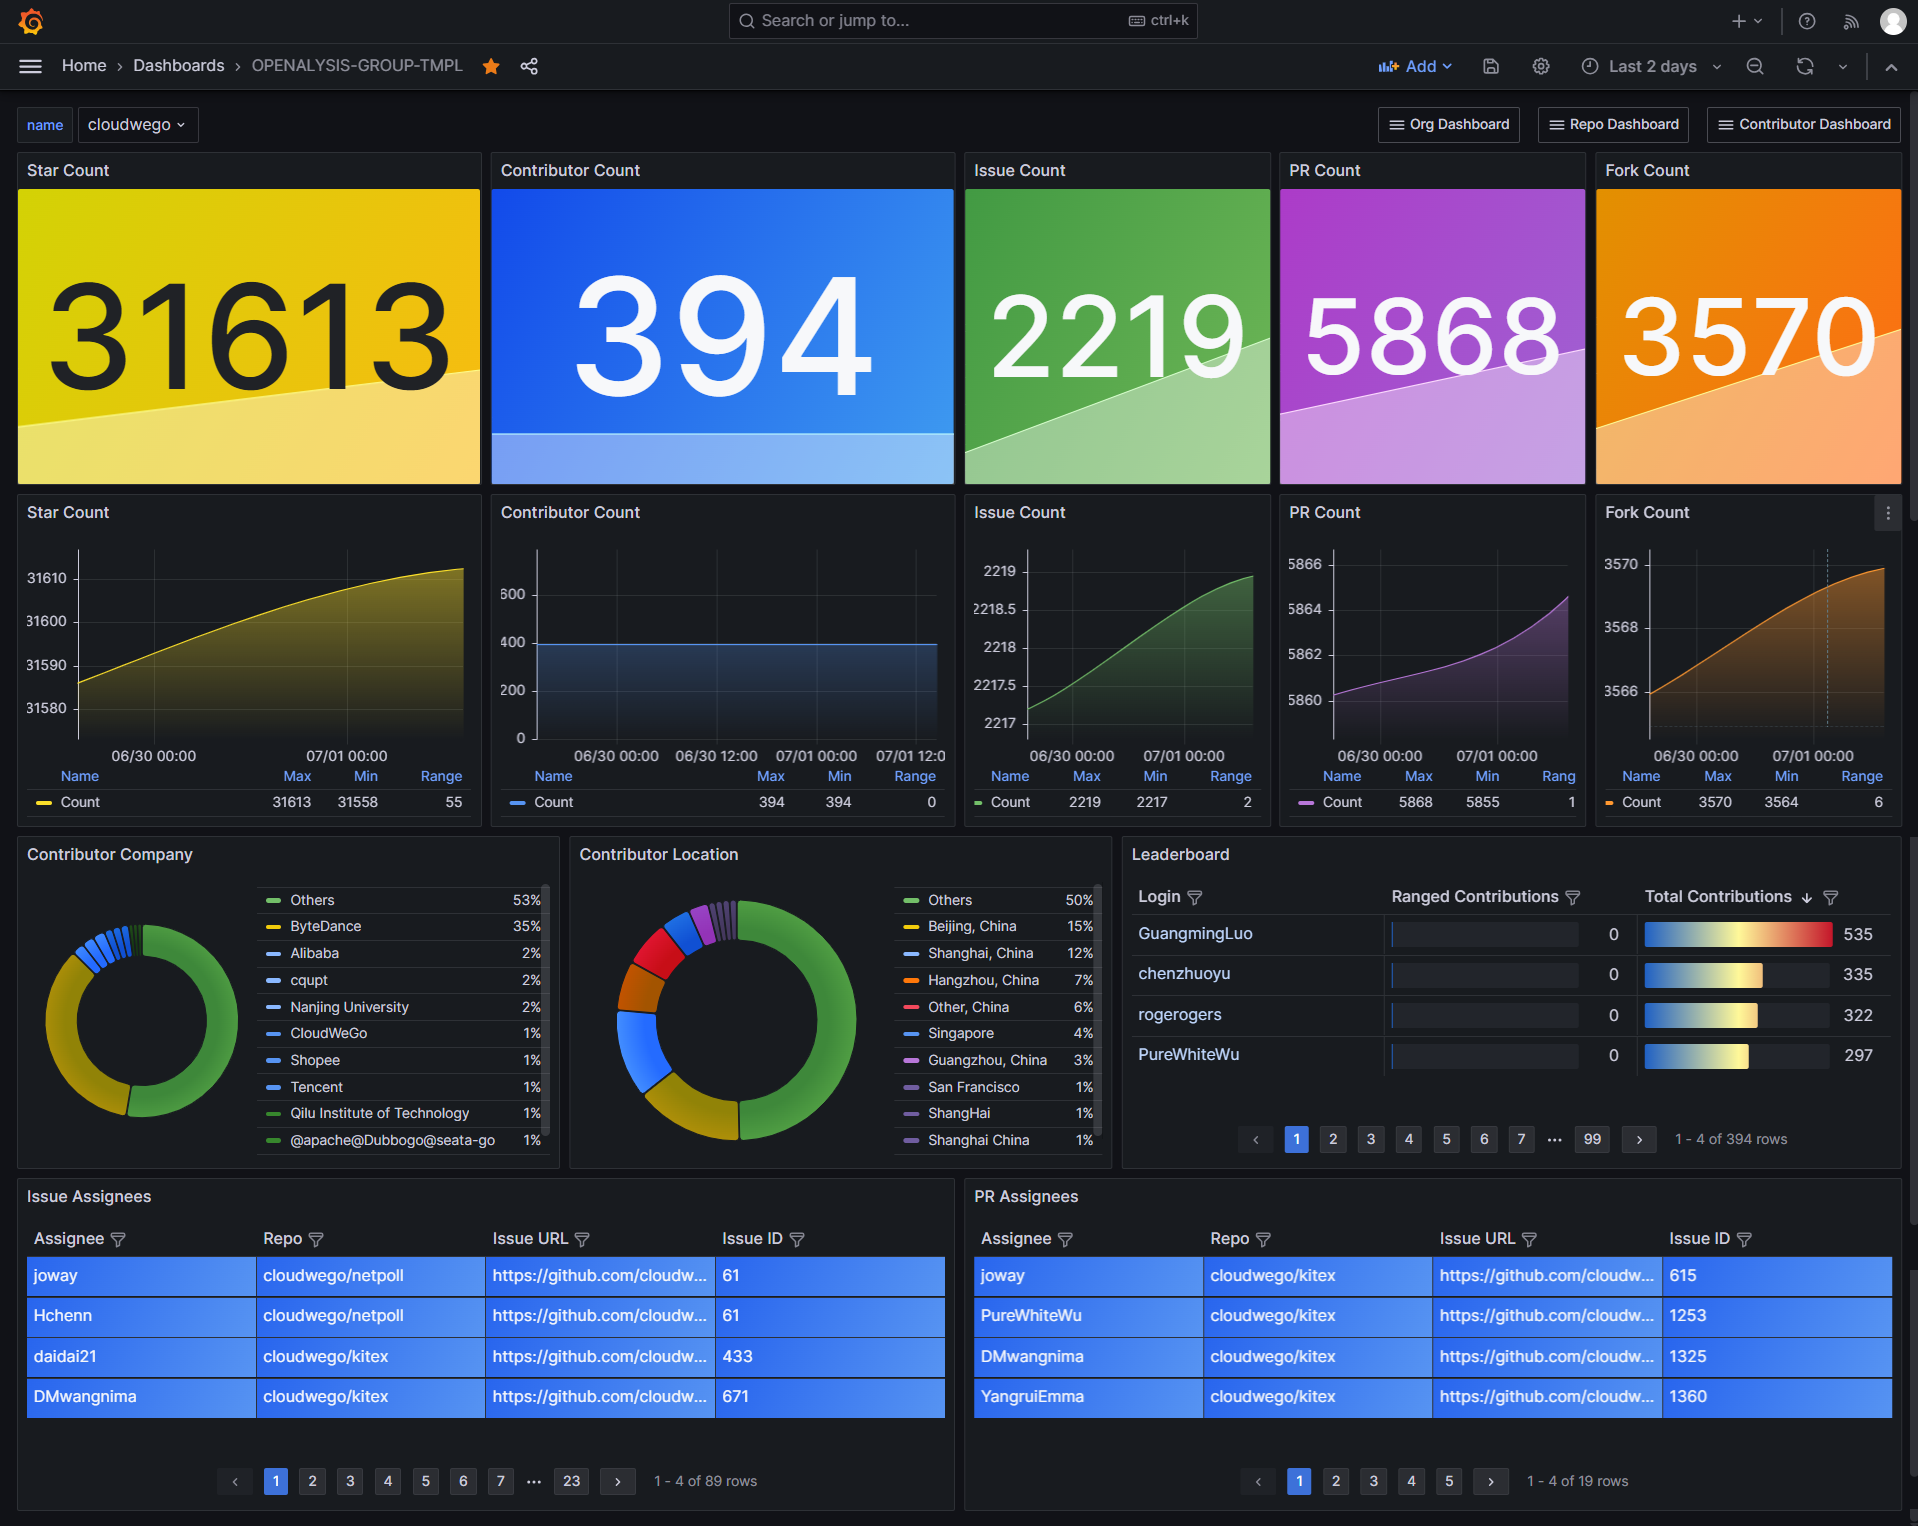 Search or jump to...
ctrl+k
Home › Dashboards › OPENALYSIS-GROUP-TMPL
Add
Last 2 days
name
cloudwego
Org Dashboard
Repo Dashboard
Contributor Dashboard
Star Count
31613
Contributor Count
394
Issue Count
2219
PR Count
5868
Fork Count
3570
Star Count
31610
31600
31590
31580
06/30 00:00
07/01 00:00
Name Max Min Range
Count 31613 31558 55
Contributor Count
600
400
200
0
06/30 00:00
06/30 12:00
07/01 00:00
07/01 12:0
Name Max Min Range
Count 394 394 0
Issue Count
2219
2218.5
2218
2217.5
2217
06/30 00:00
07/01 00:00
Name Max Min Range
Count 2219 2217 2
PR Count
5866
5864
5862
5860
06/30 00:00
07/01 00:00
Name Max Min Rang
Count 5868 5855 1
Fork Count
3570
3568
3566
06/30 00:00
07/01 00:00
Name Max Min Range
Count 3570 3564 6
Contributor Company
Others 53%
ByteDance 35%
Alibaba 2%
cqupt 2%
Nanjing University 2%
CloudWeGo 1%
Shopee 1%
Tencent 1%
Qilu Institute of Technology 1%
@apache@Dubbogo@seata-go 1%
Contributor Location
Others 50%
Beijing, China 15%
Shanghai, China 12%
Hangzhou, China 7%
Other, China 6%
Singapore 4%
Guangzhou, China 3%
San Francisco 1%
ShangHai 1%
Shanghai China 1%
Leaderboard
Login Ranged Contributions Total Contributions
GuangmingLuo 0 535
chenzhuoyu 0 335
rogerogers 0 322
PureWhiteWu 0 297
‹ 1 2 3 4 5 6 7 ••• 99 › 1 - 4 of 394 rows
Issue Assignees
Assignee Repo Issue URL Issue ID
joway cloudwego/netpoll https://github.com/cloudw... 61
Hchenn cloudwego/netpoll https://github.com/cloudw... 61
daidai21 cloudwego/kitex https://github.com/cloudw... 433
DMwangnima cloudwego/kitex https://github.com/cloudw... 671
‹ 1 2 3 4 5 6 7 ••• 23 › 1 - 4 of 89 rows
PR Assignees
Assignee Repo Issue URL Issue ID
joway cloudwego/kitex https://github.com/cloudw... 615
PureWhiteWu cloudwego/kitex https://github.com/cloudw... 1253
DMwangnima cloudwego/kitex https://github.com/cloudw... 1325
YangruiEmma cloudwego/kitex https://github.com/cloudw... 1360
‹ 1 2 3 4 5 › 1 - 4 of 19 rows